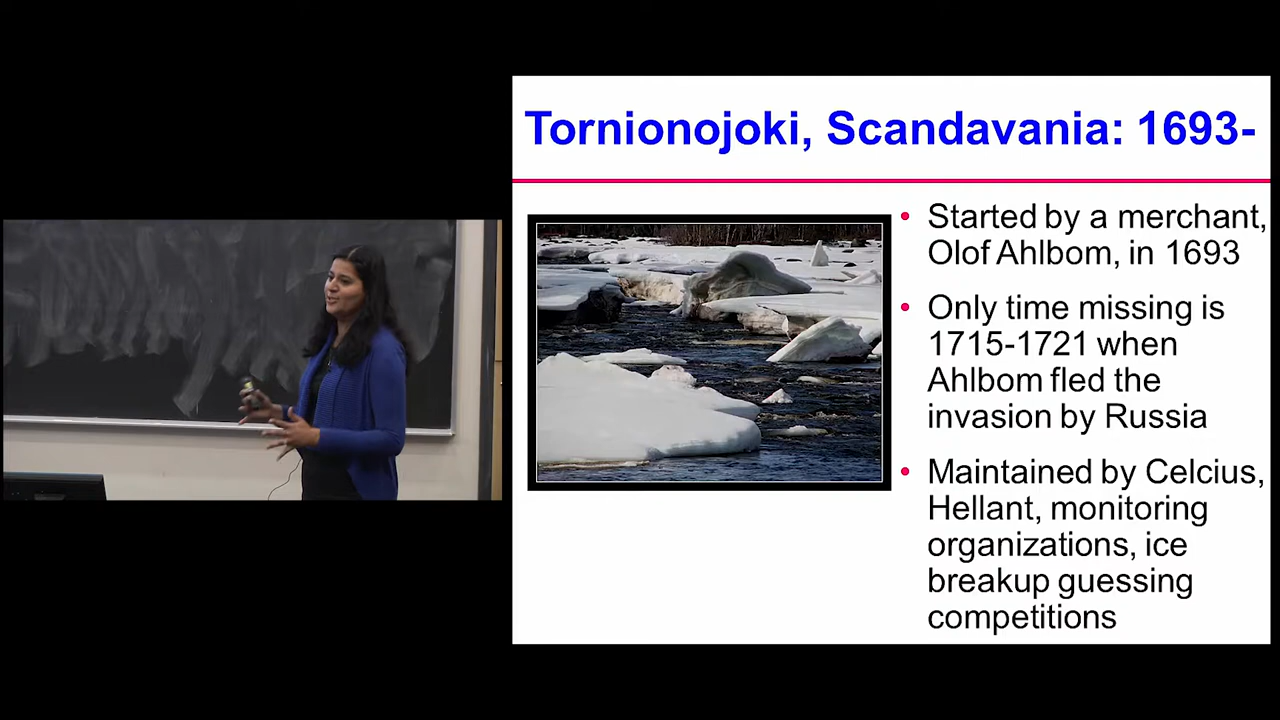 Tornionojoki, Scandavania: 1693-
• Started by a merchant,
Olof Ahlbom, in 1693
• Only time missing is
1715-1721 when
Ahlbom fled the
invasion by Russia
• Maintained by Celcius,
Hellant, monitoring
organizations, ice
breakup guessing
competitions